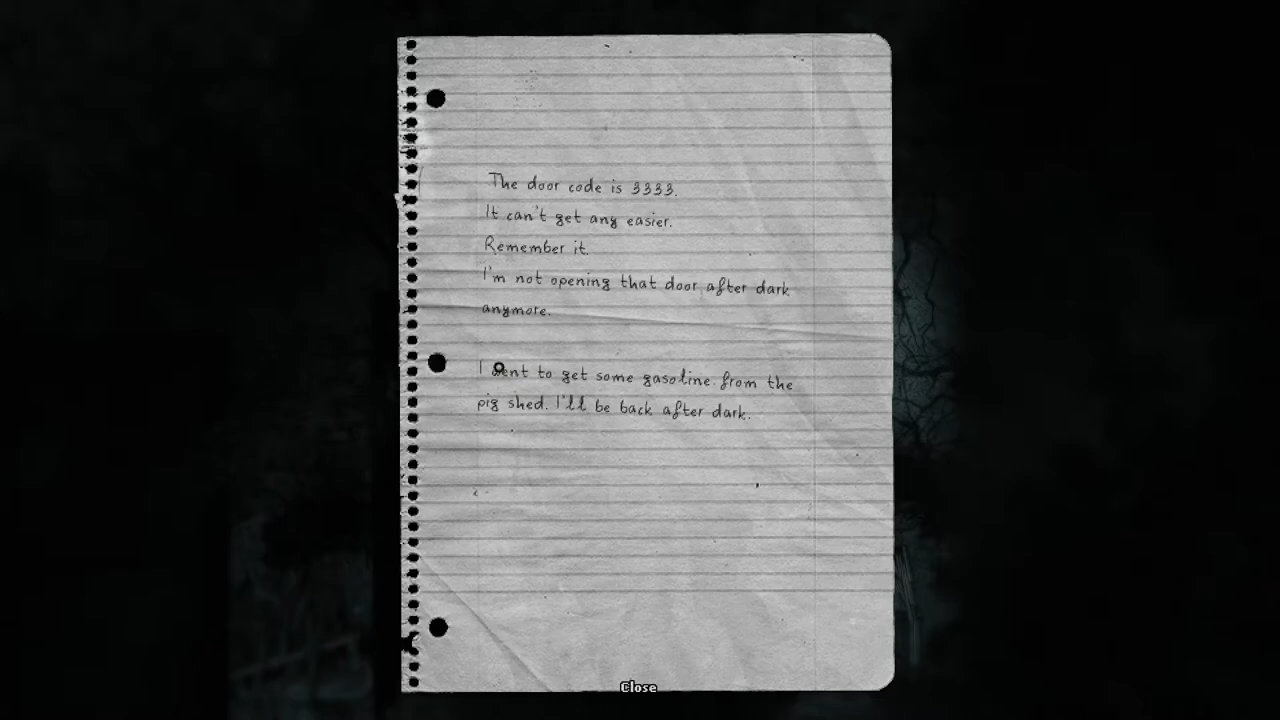 The door code is 3333.
It can't get any easier.
Remember it.
I'm not opening that door after dark
anymore.
I went to get some gasoline from the
pig shed. I'll be back after dark.
Close